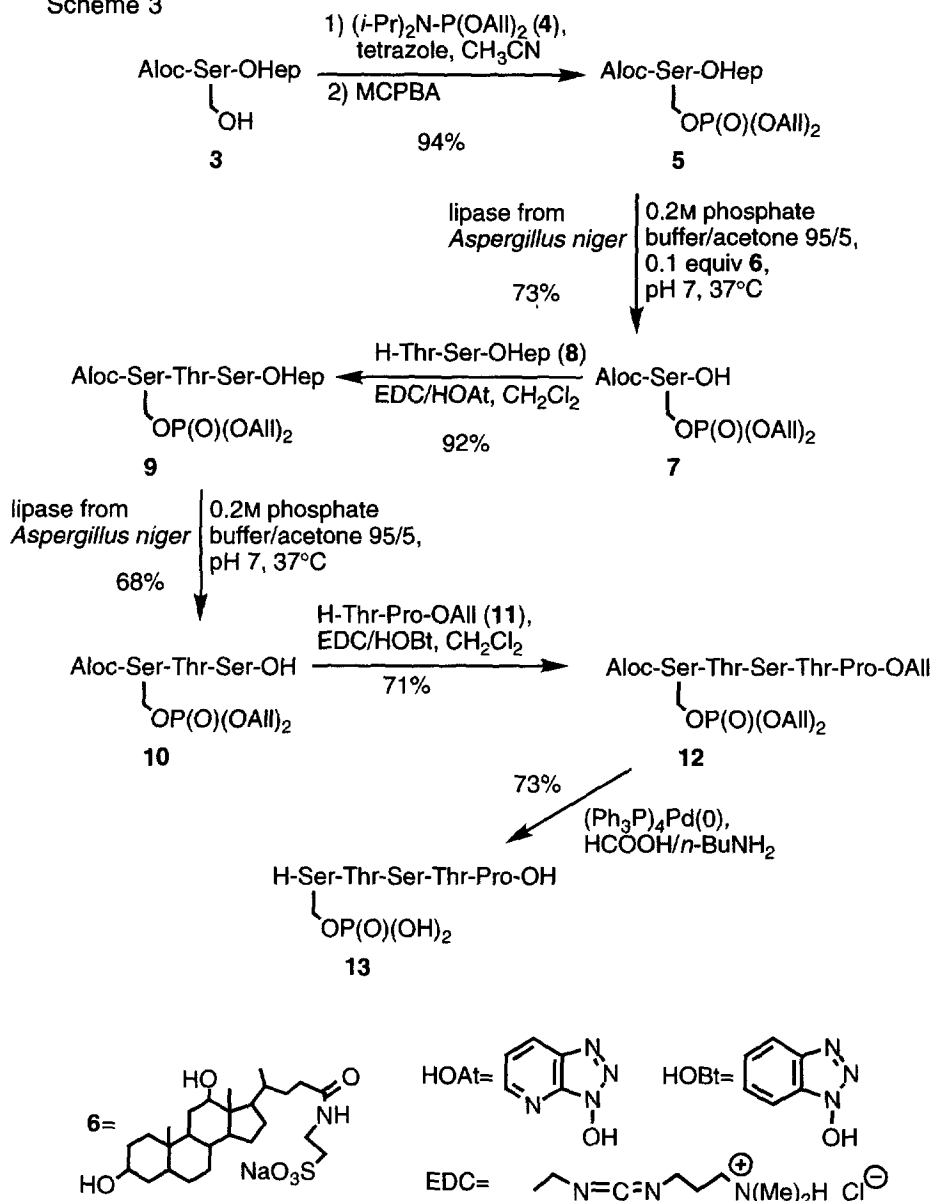 Scheme 3
1) (i-Pr)₂N-P(OAll)₂ (4),
tetrazole, CH₃CN
2) MCPBA
94%
Aloc-Ser-OHep
OH
3
Aloc-Ser-OHep
OP(O)(OAll)₂
5
lipase from
Aspergillus niger
73%
0.2M phosphate
buffer/acetone 95/5,
0.1 equiv 6,
pH 7, 37°C
Aloc-Ser-Thr-Ser-OHep
OP(O)(OAll)₂
9
H-Thr-Ser-OHep (8)
EDC/HOAt, CH₂Cl₂
92%
Aloc-Ser-OH
OP(O)(OAll)₂
7
lipase from
Aspergillus niger
68%
0.2M phosphate
buffer/acetone 95/5,
pH 7, 37°C
Aloc-Ser-Thr-Ser-OH
OP(O)(OAll)₂
10
H-Thr-Pro-OAll (11),
EDC/HOBt, CH₂Cl₂
71%
Aloc-Ser-Thr-Ser-Thr-Pro-OAll
OP(O)(OAll)₂
12
73%
(Ph₃P)₄Pd(0),
HCOOH/n-BuNH₂
H-Ser-Thr-Ser-Thr-Pro-OH
OP(O)(OH)₂
13
6=
HO
HO
O
NH
NaO₃S
HOAt=
N
N
N
N
OH
HOBt=
N
N
N
OH
EDC=
N=C=N
N(Me)₂H
⊕
Cl⊖